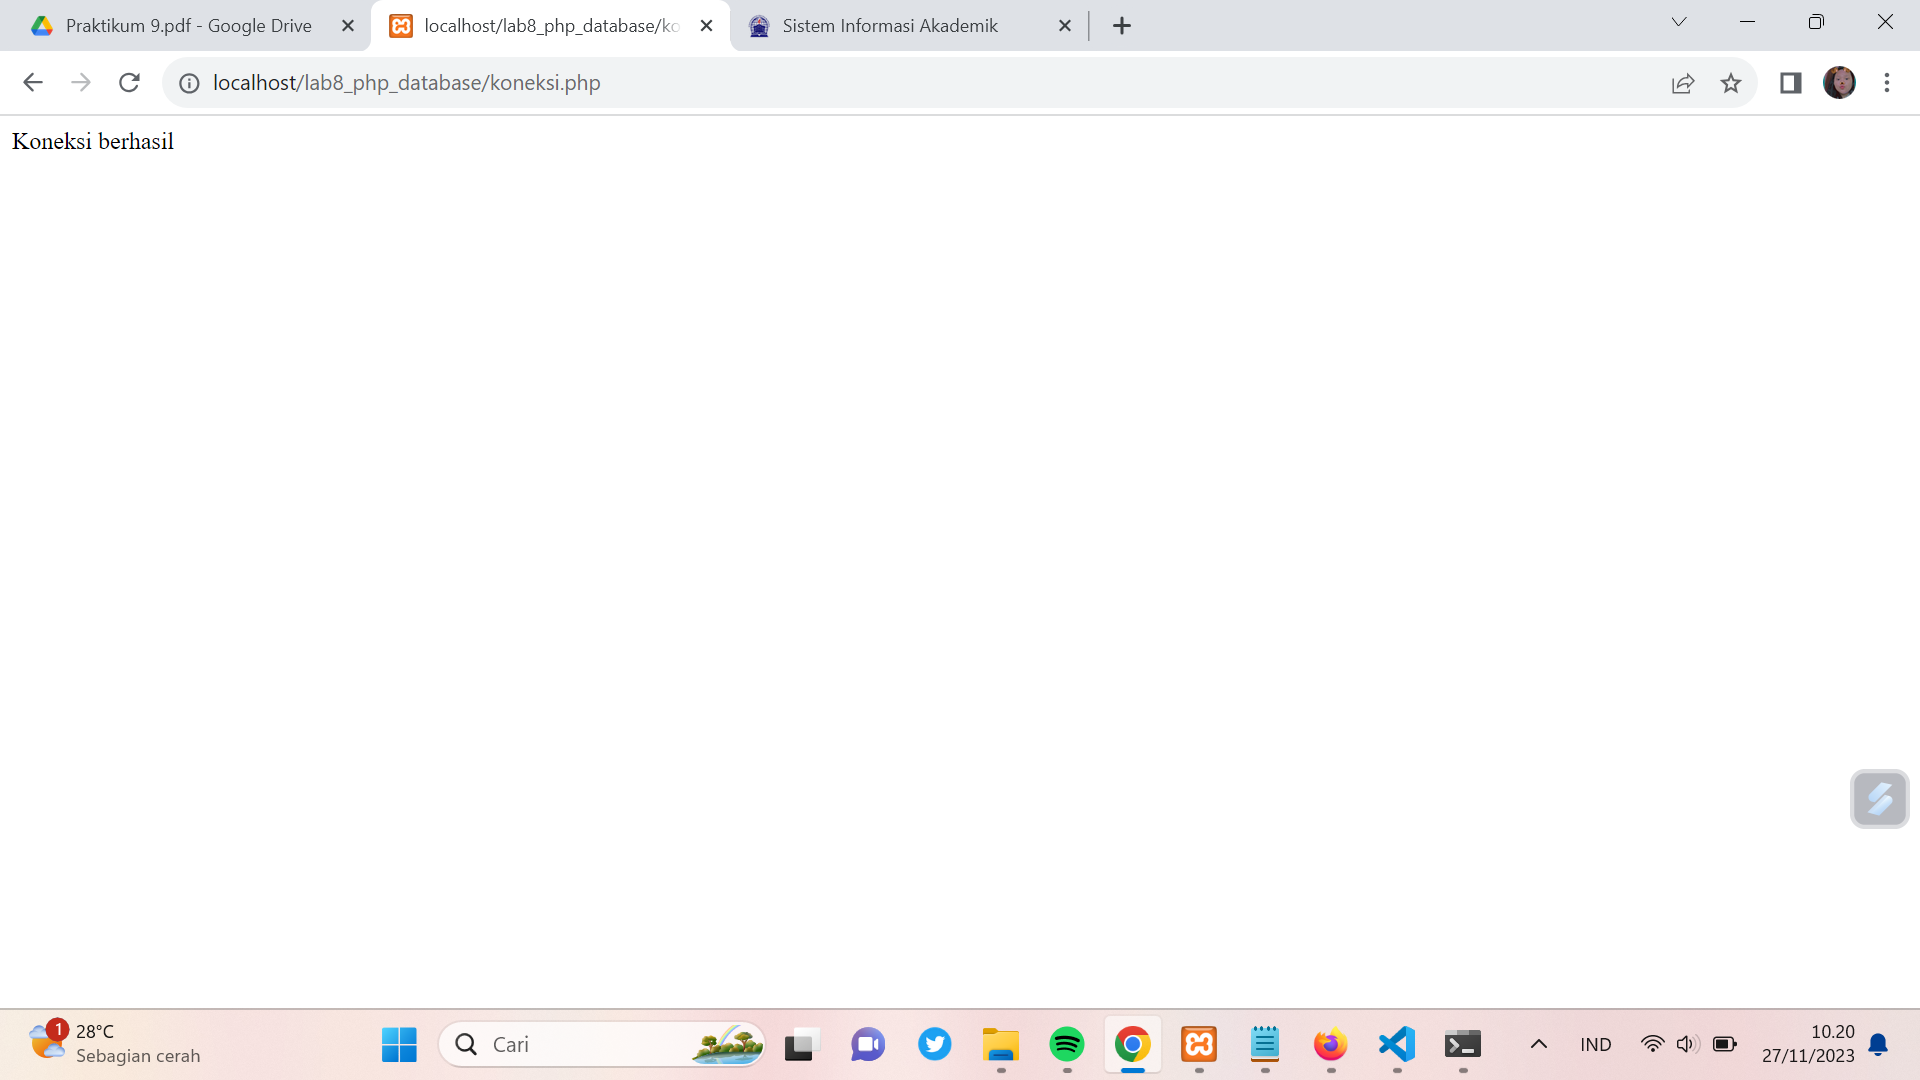 Praktikum 9.pdf - Google Drive
localhost/lab8_php_database/ko
Sistem Informasi Akademik
localhost/lab8_php_database/koneksi.php
Koneksi berhasil
1
28°C
Sebagian cerah
Cari
IND
10.20
27/11/2023